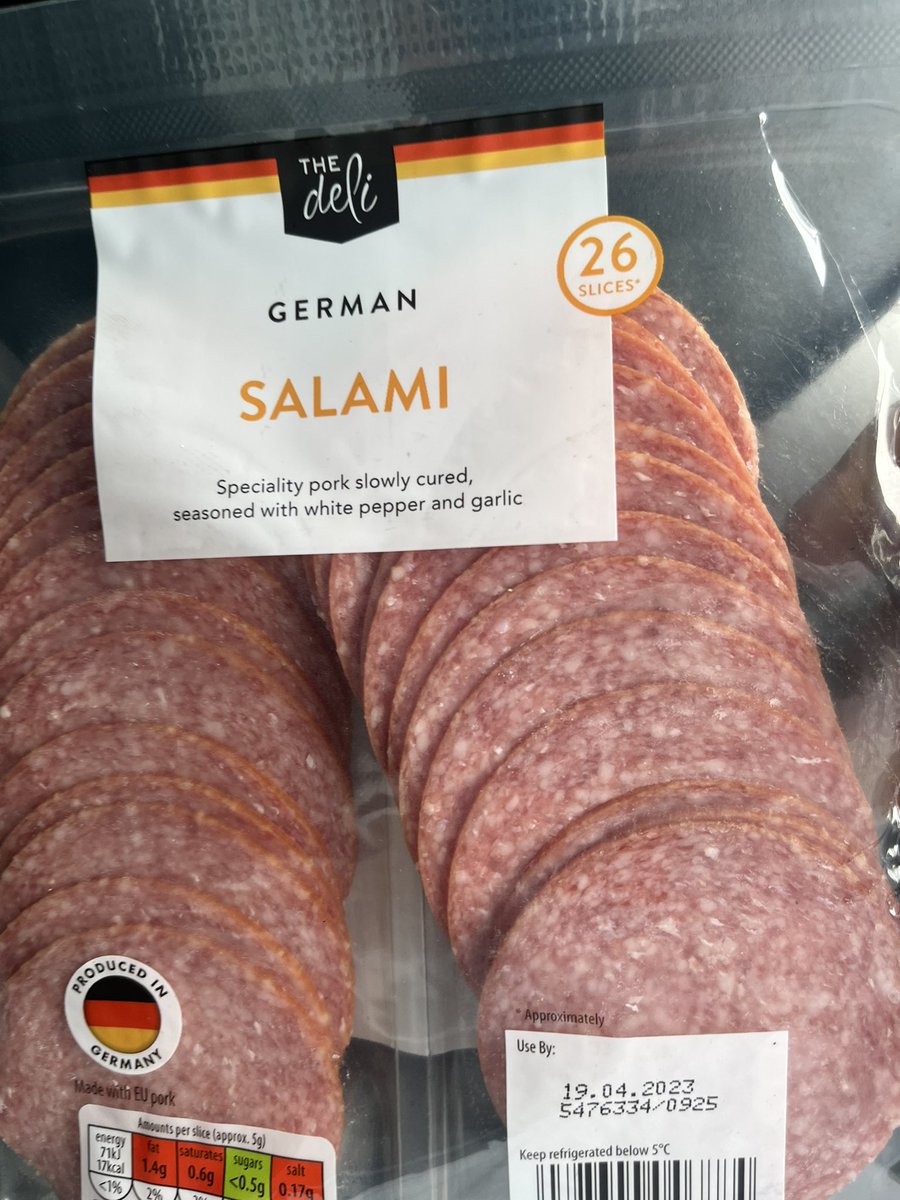 THE
deli
GERMAN
SALAMI
26
SLICES*
Speciality pork slowly cured,
seasoned with white pepper and garlic
PRODUCED IN
GERMANY
Made with EU pork
Amounts per slice (approx. 5g)
energy
71kJ
17kcal
<1%
fat
1.4g
2%
saturates
0.6g
sugars
<0.5g
salt
0.17g
* Approximately
Use By:
19.04.2023
5476334/0925
Keep refrigerated below 5°C